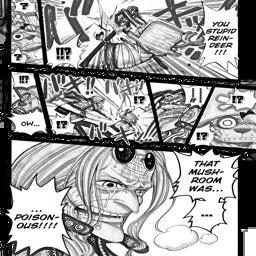 YOU
STUPID
REIN-
DEER
!!!
!?
!?
!?
!?
!?
!?
OW...
THAT
MUSH-
ROOM
WAS...
...
...
POISON-
OUS!!!!